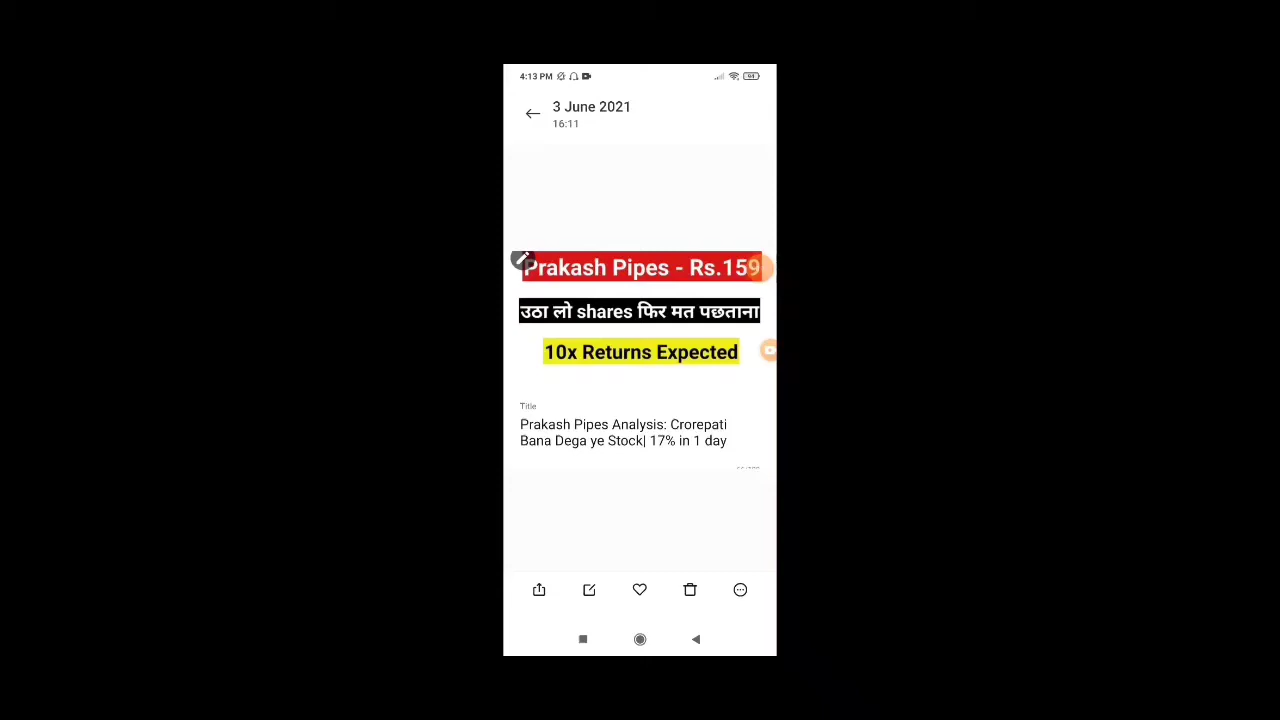 4:13 PM
94
3 June 2021
16:11
Prakash Pipes - Rs.159
उठा लो shares फिर मत पछताना
10x Returns Expected
Title
Prakash Pipes Analysis: Crorepati
Bana Dega ye Stock| 17% in 1 day